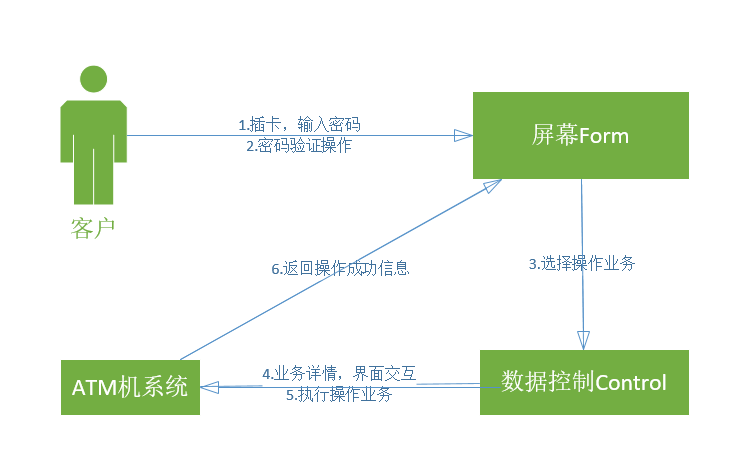 1.插卡，输入密码
2.密码验证操作
屏幕Form
客户
6.返回操作成功信息
3.选择操作业务
ATM机系统
4.业务详情，界面交互
5.执行操作业务
数据控制Control